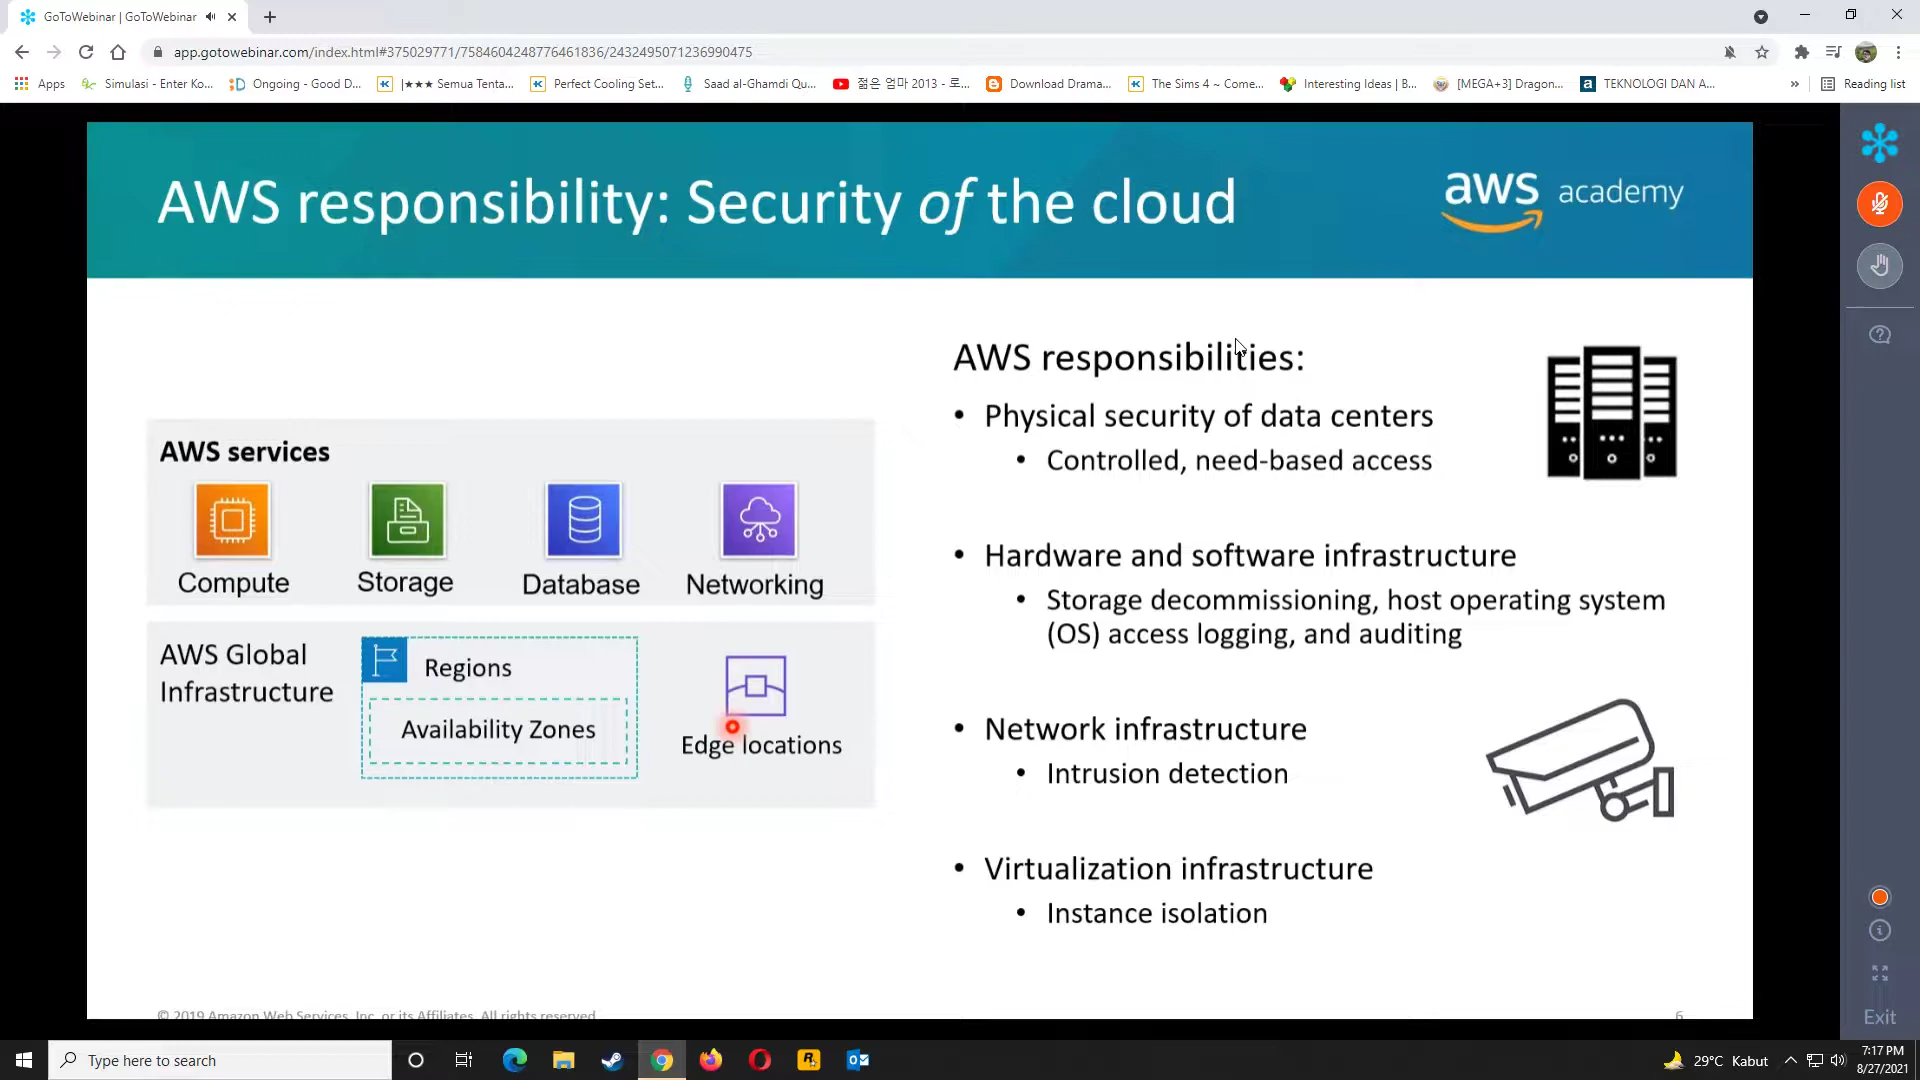 GoToWebinar | GoToWebinar
app.gotowebinar.com/index.html#375029771/7584604248776461836/2432495071236990475
Apps
Simulasi - Enter Ko...
Ongoing - Good D...
|★★★ Semua Tenta...
Perfect Cooling Set...
Saad al-Ghamdi Qu...
젊은 엄마 2013 - 로...
Download Drama...
The Sims 4 ~ Come...
Interesting Ideas | B...
[MEGA+3] Dragon...
TEKNOLOGI DAN A...
»
Reading list
AWS responsibility: Security of the cloud
aws academy
AWS responsibilities:
• Physical security of data centers
• Controlled, need-based access
• Hardware and software infrastructure
• Storage decommissioning, host operating system
(OS) access logging, and auditing
• Network infrastructure
• Intrusion detection
• Virtualization infrastructure
• Instance isolation
AWS services
Compute
Storage
Database
Networking
AWS Global
Infrastructure
Regions
Availability Zones
Edge locations
© 2019 Amazon Web Services, Inc. or its Affiliates. All rights reserved.
6
Exit
Type here to search
29°C Kabut
7:17 PM
8/27/2021